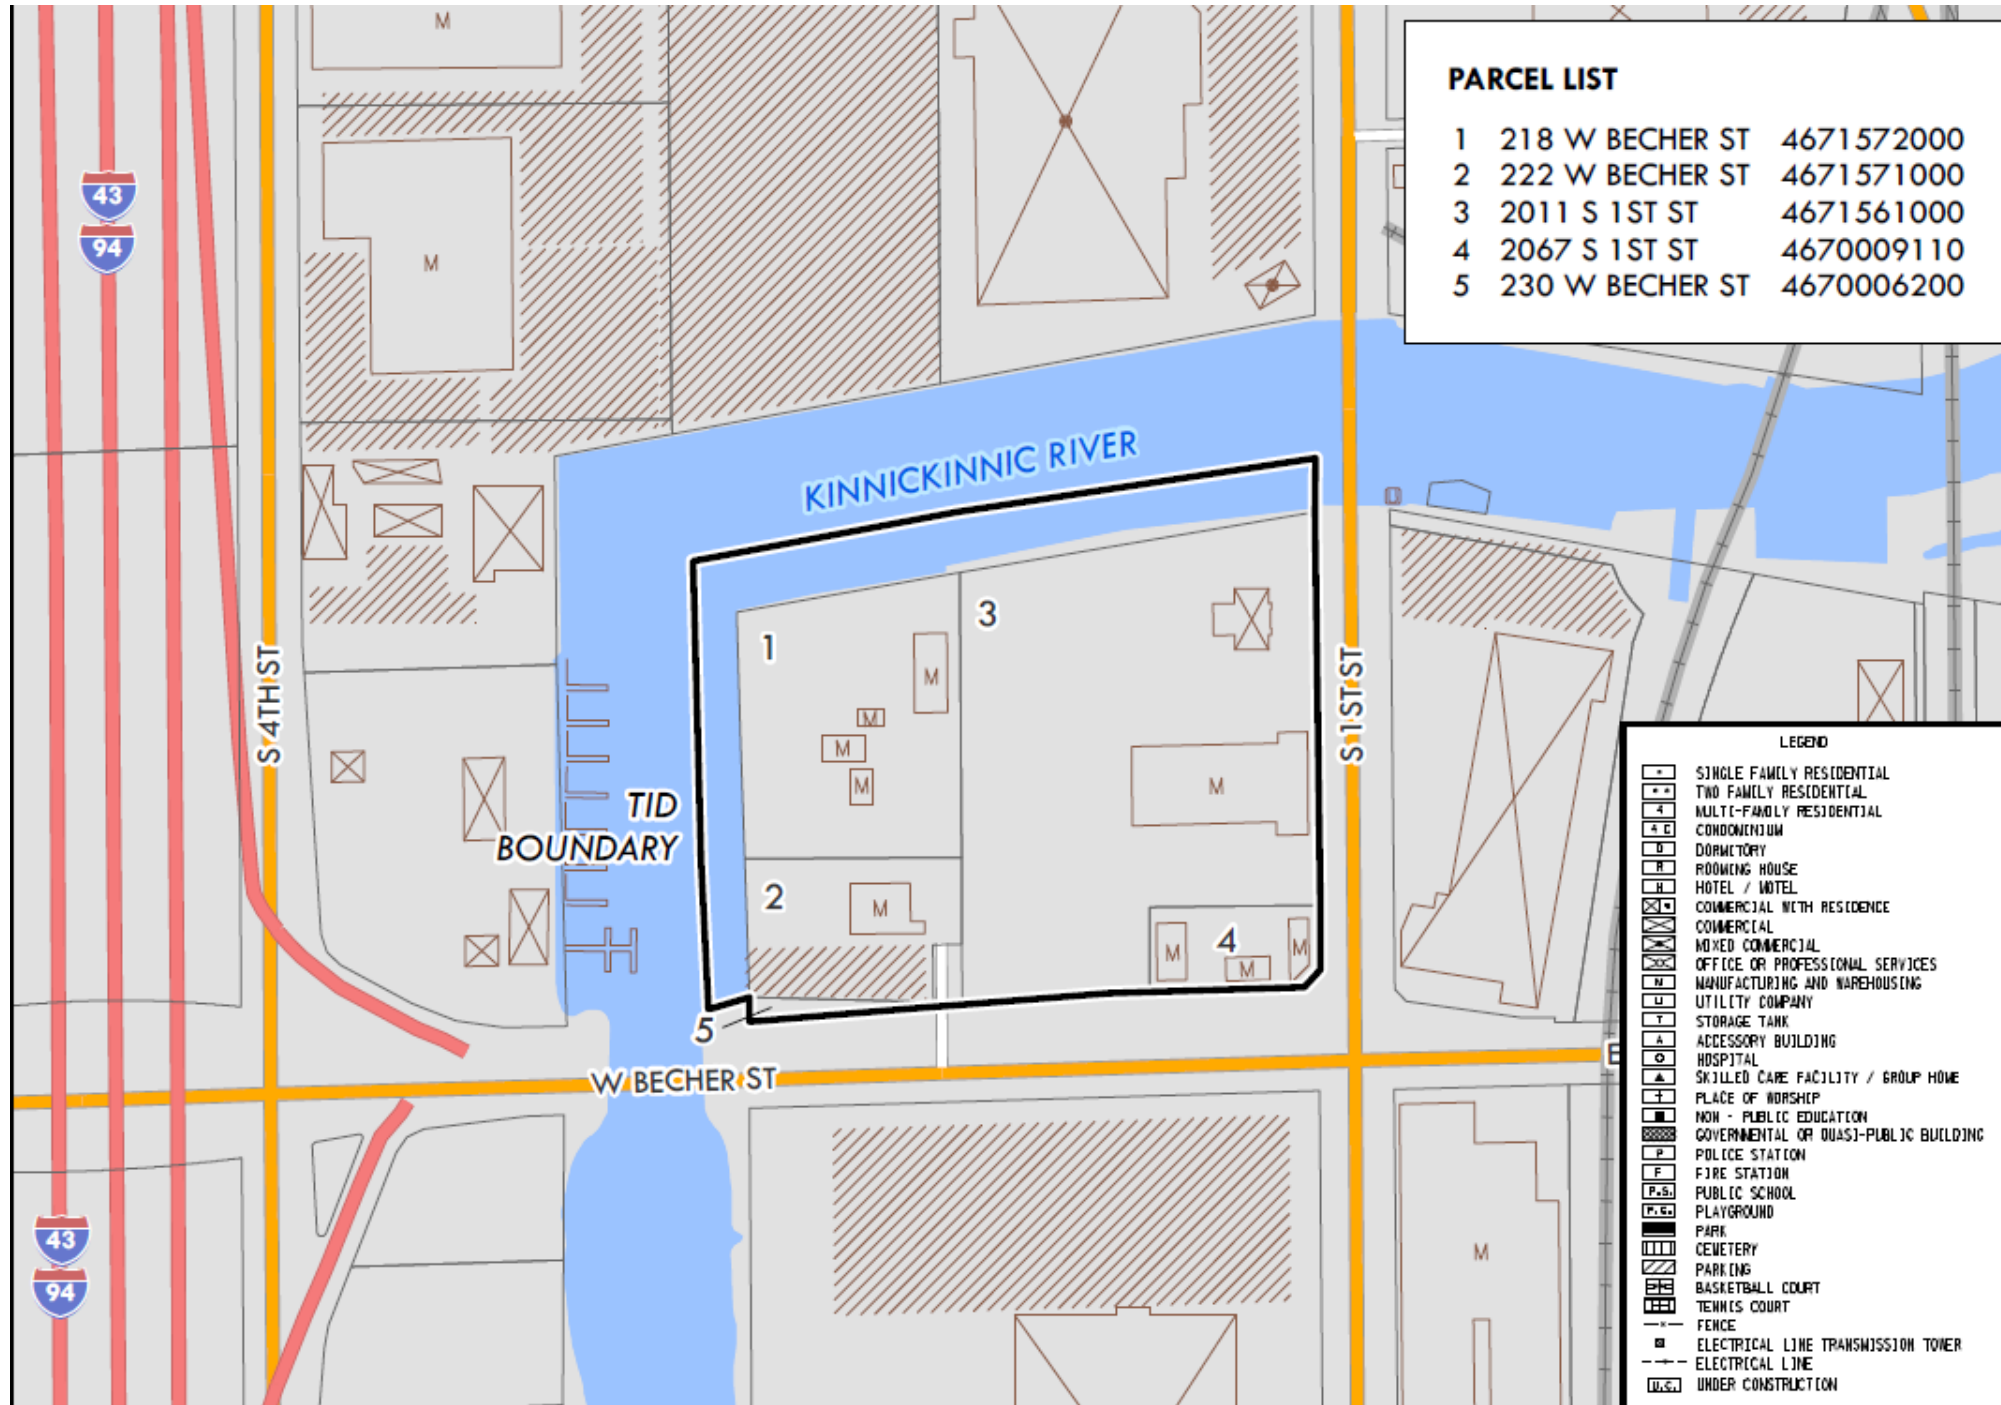 M
PARCEL LIST
1 218 W BECHER ST 4671572000
2 222 W BECHER ST 4671571000
3 2011 S 1ST ST 4671561000
4 2067 S 1ST ST 4670009110
5 230 W BECHER ST 4670006200
43
94
M
KINNICKINNIC RIVER
U
3
1
M
S 4TH ST
S 1ST ST
M
M
M
M
TID
BOUNDARY
2
M
4
M
M
M
5
W BECHER ST
E
43
94
M
LEGEND
SINGLE FAMILY RESIDENTIAL
TWO FAMILY RESIDENTIAL
4 MULTI-FAMILY RESIDENTIAL
4 C CONDOMINIUM
D DORMITORY
R ROOMING HOUSE
H HOTEL / MOTEL
COMMERCIAL WITH RESIDENCE
COMMERCIAL
MIXED COMMERCIAL
OFFICE OR PROFESSIONAL SERVICES
M MANUFACTURING AND WAREHOUSING
U UTILITY COMPANY
T STORAGE TANK
A ACCESSORY BUILDING
HOSPITAL
SKILLED CARE FACILITY / GROUP HOME
PLACE OF WORSHIP
NON - PUBLIC EDUCATION
GOVERNMENTAL OR QUASI-PUBLIC BUILDING
P POLICE STATION
F FIRE STATION
P.S. PUBLIC SCHOOL
P.G. PLAYGROUND
PARK
CEMETERY
PARKING
BASKETBALL COURT
TENNIS COURT
FENCE
ELECTRICAL LINE TRANSMISSION TOWER
ELECTRICAL LINE
U.C. UNDER CONSTRUCTION